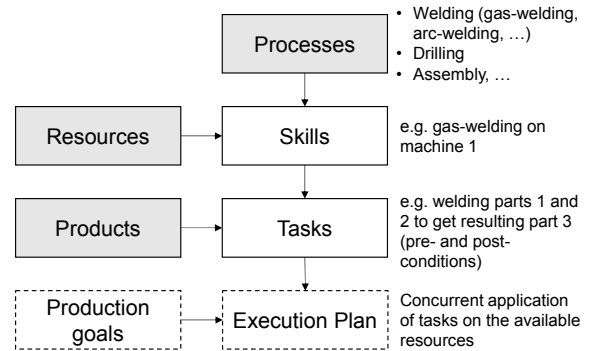 Processes
• Welding (gas-welding,
arc-welding, …)
• Drilling
• Assembly, …
Resources
Skills
e.g. gas-welding on
machine 1
Products
Tasks
e.g. welding parts 1 and
2 to get resulting part 3
(pre- and post-
conditions)
Production
goals
Execution Plan
Concurrent application
of tasks on the available
resources